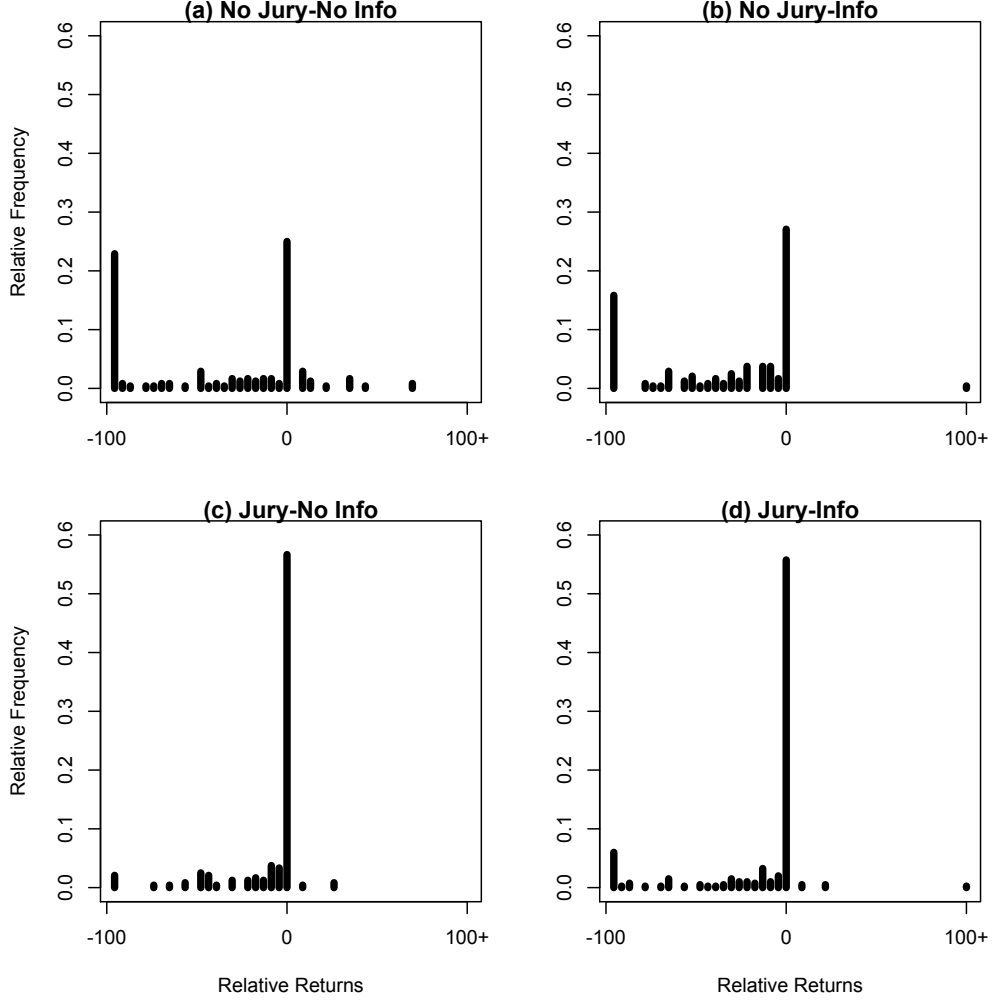 (a) No Jury-No Info
Relative Frequency
0.6
0.5
0.4
0.3
0.2
0.1
0.0
-100 0 100+
(b) No Jury-Info
0.6
0.5
0.4
0.3
0.2
0.1
0.0
-100 0 100+
(c) Jury-No Info
Relative Frequency
0.6
0.5
0.4
0.3
0.2
0.1
0.0
-100 0 100+
Relative Returns
(d) Jury-Info
0.6
0.5
0.4
0.3
0.2
0.1
0.0
-100 0 100+
Relative Returns